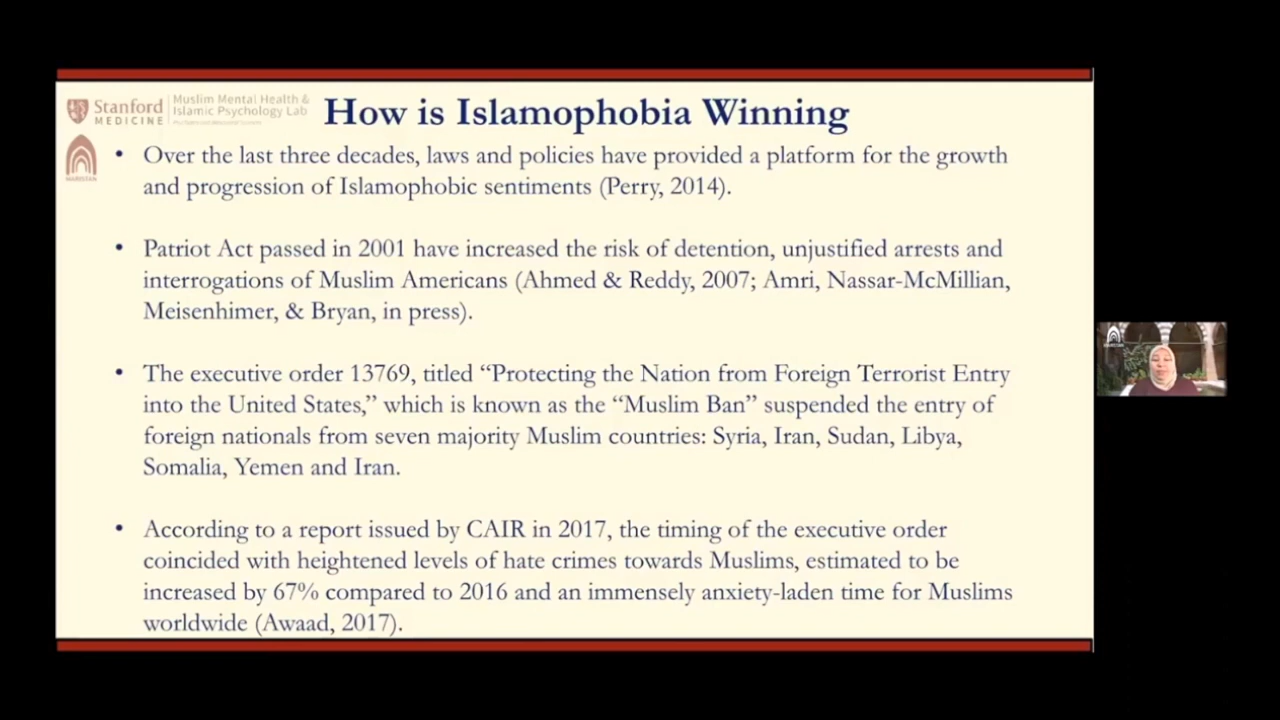 Stanford
MEDICINE
Muslim Mental Health &
Islamic Psychology Lab
MARISTAN
How is Islamophobia Winning
• Over the last three decades, laws and policies have provided a platform for the growth
and progression of Islamophobic sentiments (Perry, 2014).
• Patriot Act passed in 2001 have increased the risk of detention, unjustified arrests and
interrogations of Muslim Americans (Ahmed & Reddy, 2007; Amri, Nassar-McMillian,
Meisenhimer, & Bryan, in press).
• The executive order 13769, titled “Protecting the Nation from Foreign Terrorist Entry
into the United States,” which is known as the “Muslim Ban” suspended the entry of
foreign nationals from seven majority Muslim countries: Syria, Iran, Sudan, Libya,
Somalia, Yemen and Iran.
• According to a report issued by CAIR in 2017, the timing of the executive order
coincided with heightened levels of hate crimes towards Muslims, estimated to be
increased by 67% compared to 2016 and an immensely anxiety-laden time for Muslims
worldwide (Awaad, 2017).